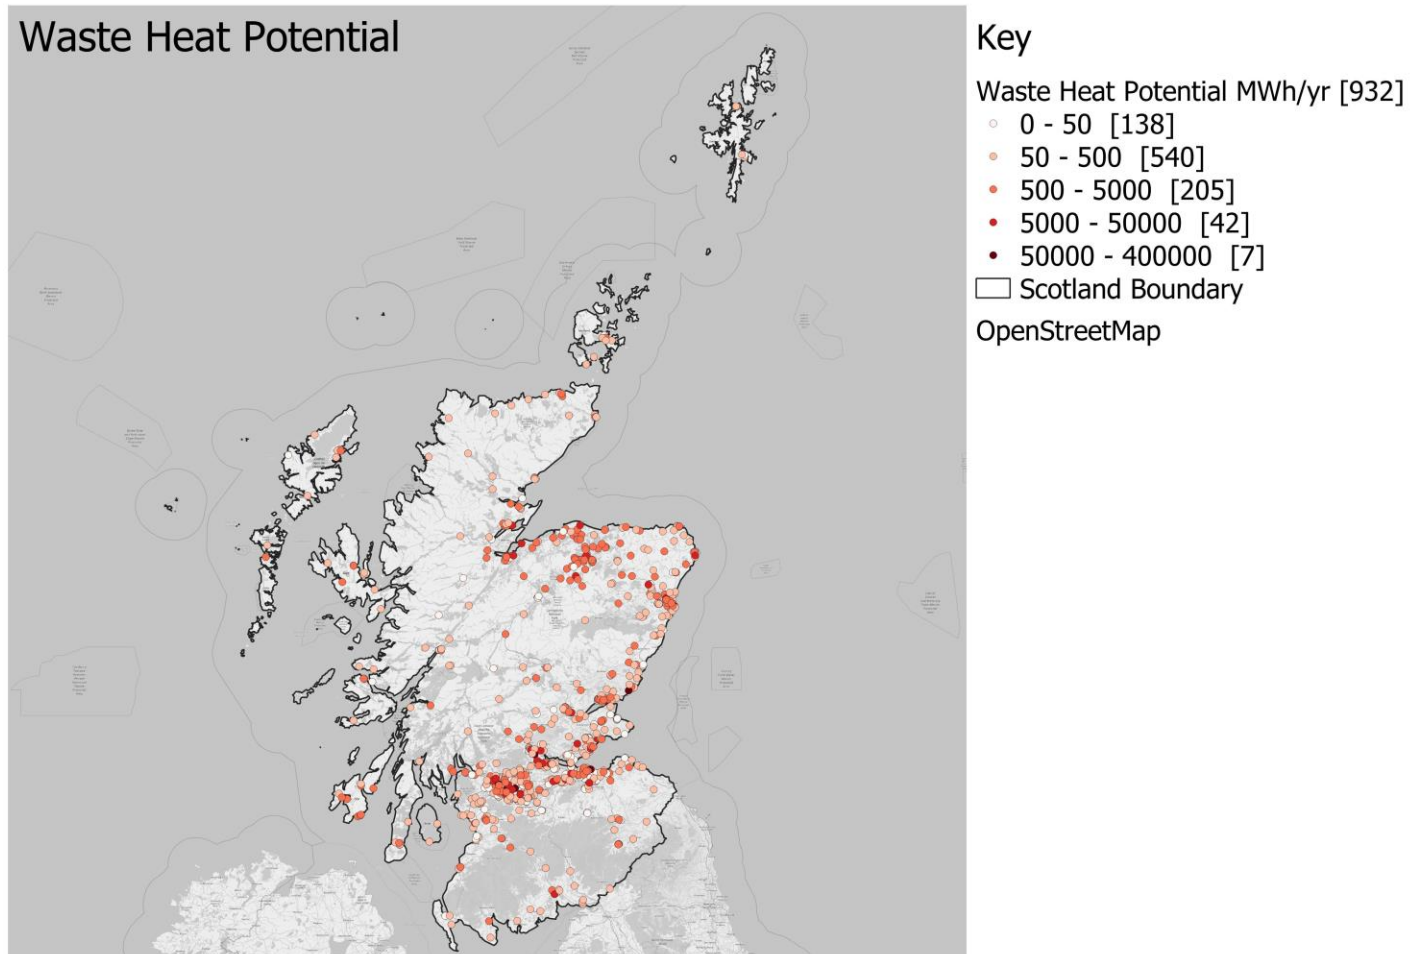 Waste Heat Potential
Key
Waste Heat Potential MWh/yr [932]
0 - 50 [138]
50 - 500 [540]
500 - 5000 [205]
5000 - 50000 [42]
50000 - 400000 [7]
Scotland Boundary
OpenStreetMap